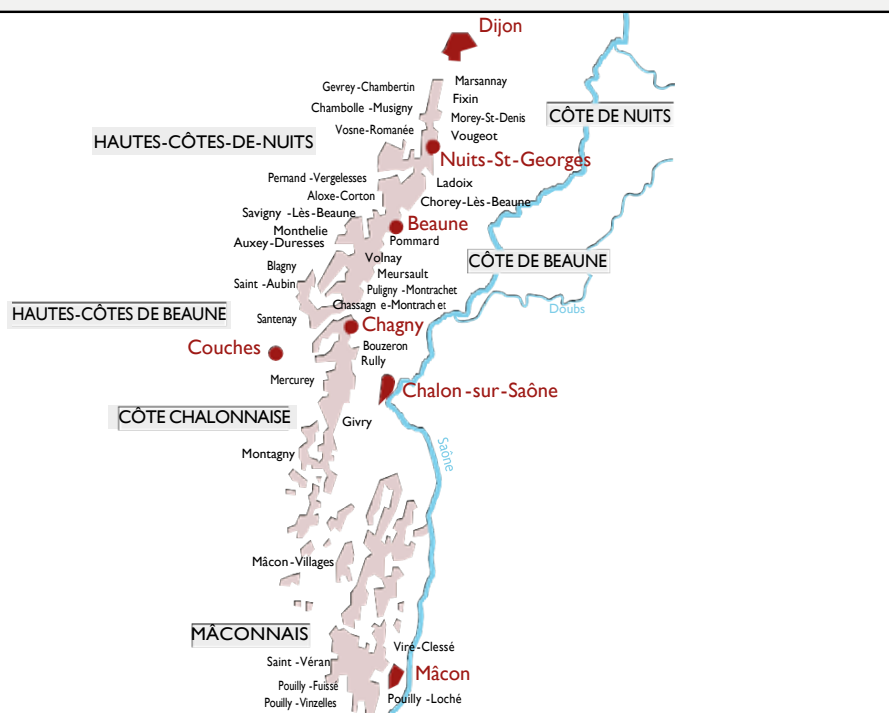 Dijon
Gevrey-Chambertin
Marsannay
Fixin
Chambolle -Musigny
Morey-St-Denis
CÔTE DE NUITS
Vosne-Romanée
Vougeot
HAUTES-CÔTES-DE-NUITS
Nuits-St-Georges
Pernand -Vergelesses
Ladoix
Aloxe-Corton
Chorey-Lès-Beaune
Savigny -Lès-Beaune
Beaune
Monthelie
Auxey-Duresses
Pommard
Volnay
CÔTE DE BEAUNE
Blagny
Meursault
Saint -Aubin
Puligny -Montrachet
Chassagn e-Montrach et
HAUTES-CÔTES DE BEAUNE
Doubs
Santenay
Chagny
Couches
Bouzeron
Rully
Mercurey
Chalon-sur-Saône
CÔTE CHALONNAISE
Givry
Montagny
Saône
Mâcon-Villages
MÂCONNAIS
Viré-Clessé
Saint -Véran
Mâcon
Pouilly -Fuissé
Pouilly -Loché
Pouilly -Vinzelles